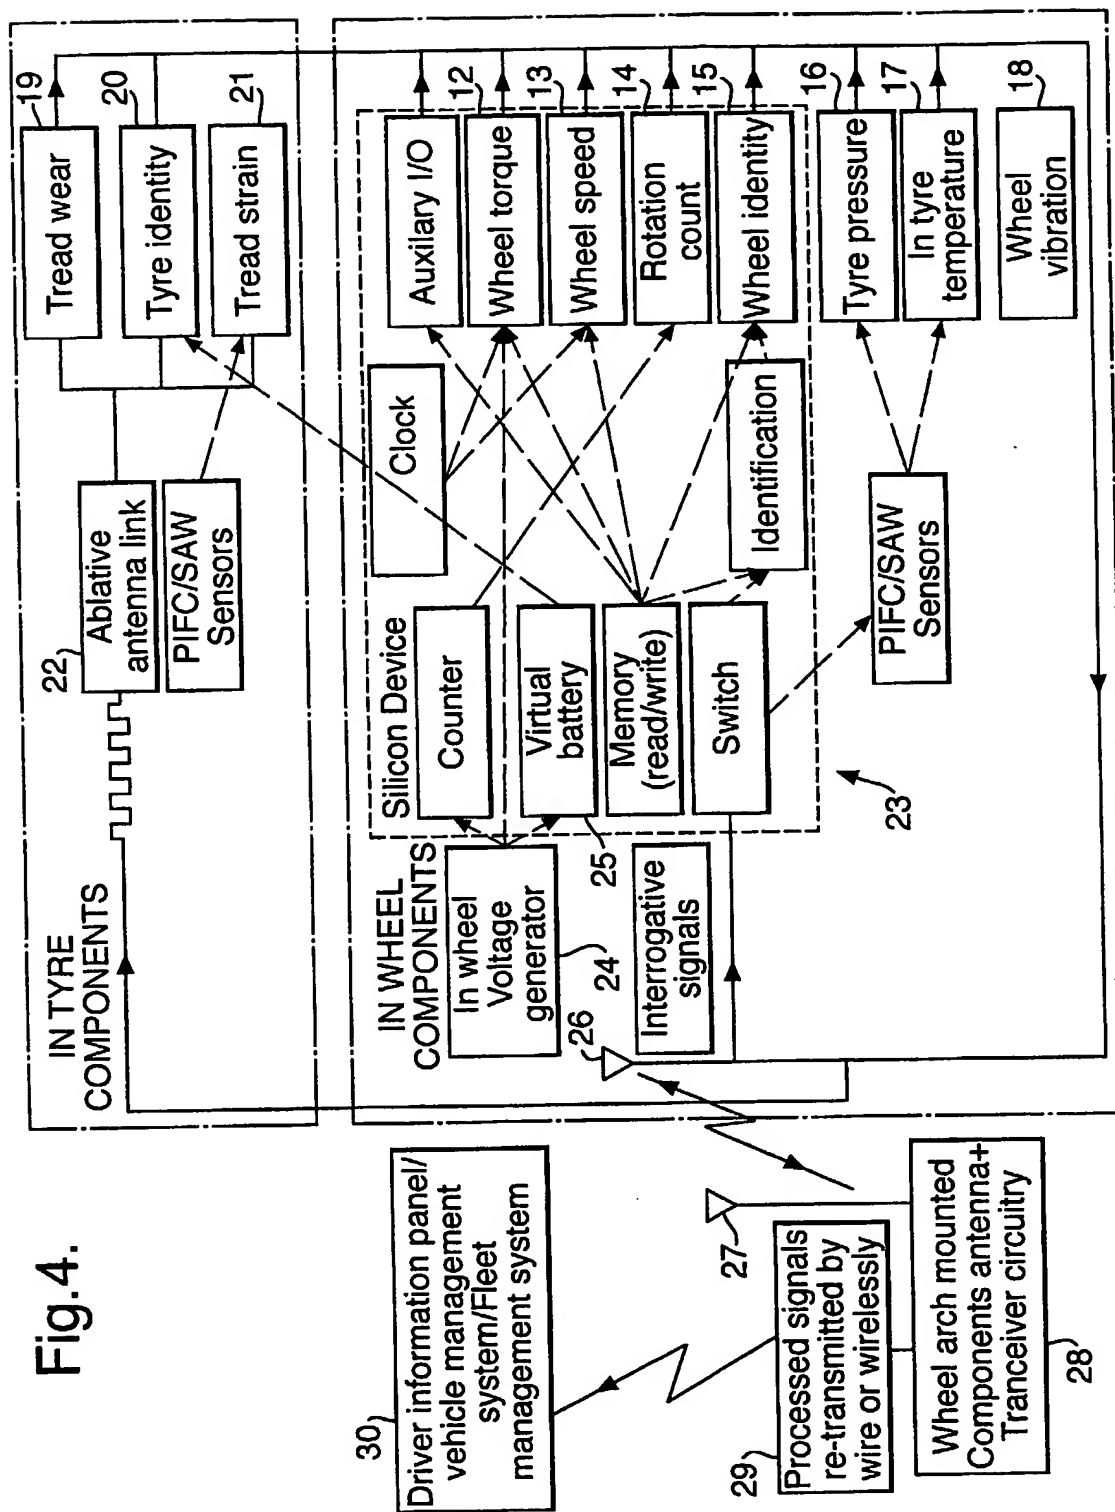 Fig.4.
IN TYRE
COMPONENTS
22
Ablative
antenna link
PIFC/SAW
Sensors
Tread wear
19
Tyre identity
20
Tread strain
21
IN WHEEL
COMPONENTS
In wheel
Voltage
generator
24
26
Interrogative
signals
Silicon Device
Counter
Virtual
battery
25
Memory
(read/write)
Switch
23
Clock
Identification
PIFC/SAW
Sensors
Auxilary I/O
Wheel torque
12
Wheel speed
13
Rotation
count
14
Wheel identity
15
Tyre pressure
16
In tyre
temperature
17
Wheel
vibration
18
Driver information panel/
vehicle management
system/Fleet
management system
30
27
Processed signals
re-transmitted by
wire or wirelessly
29
Wheel arch mounted
Components antenna+
Tranceiver circuitry
28